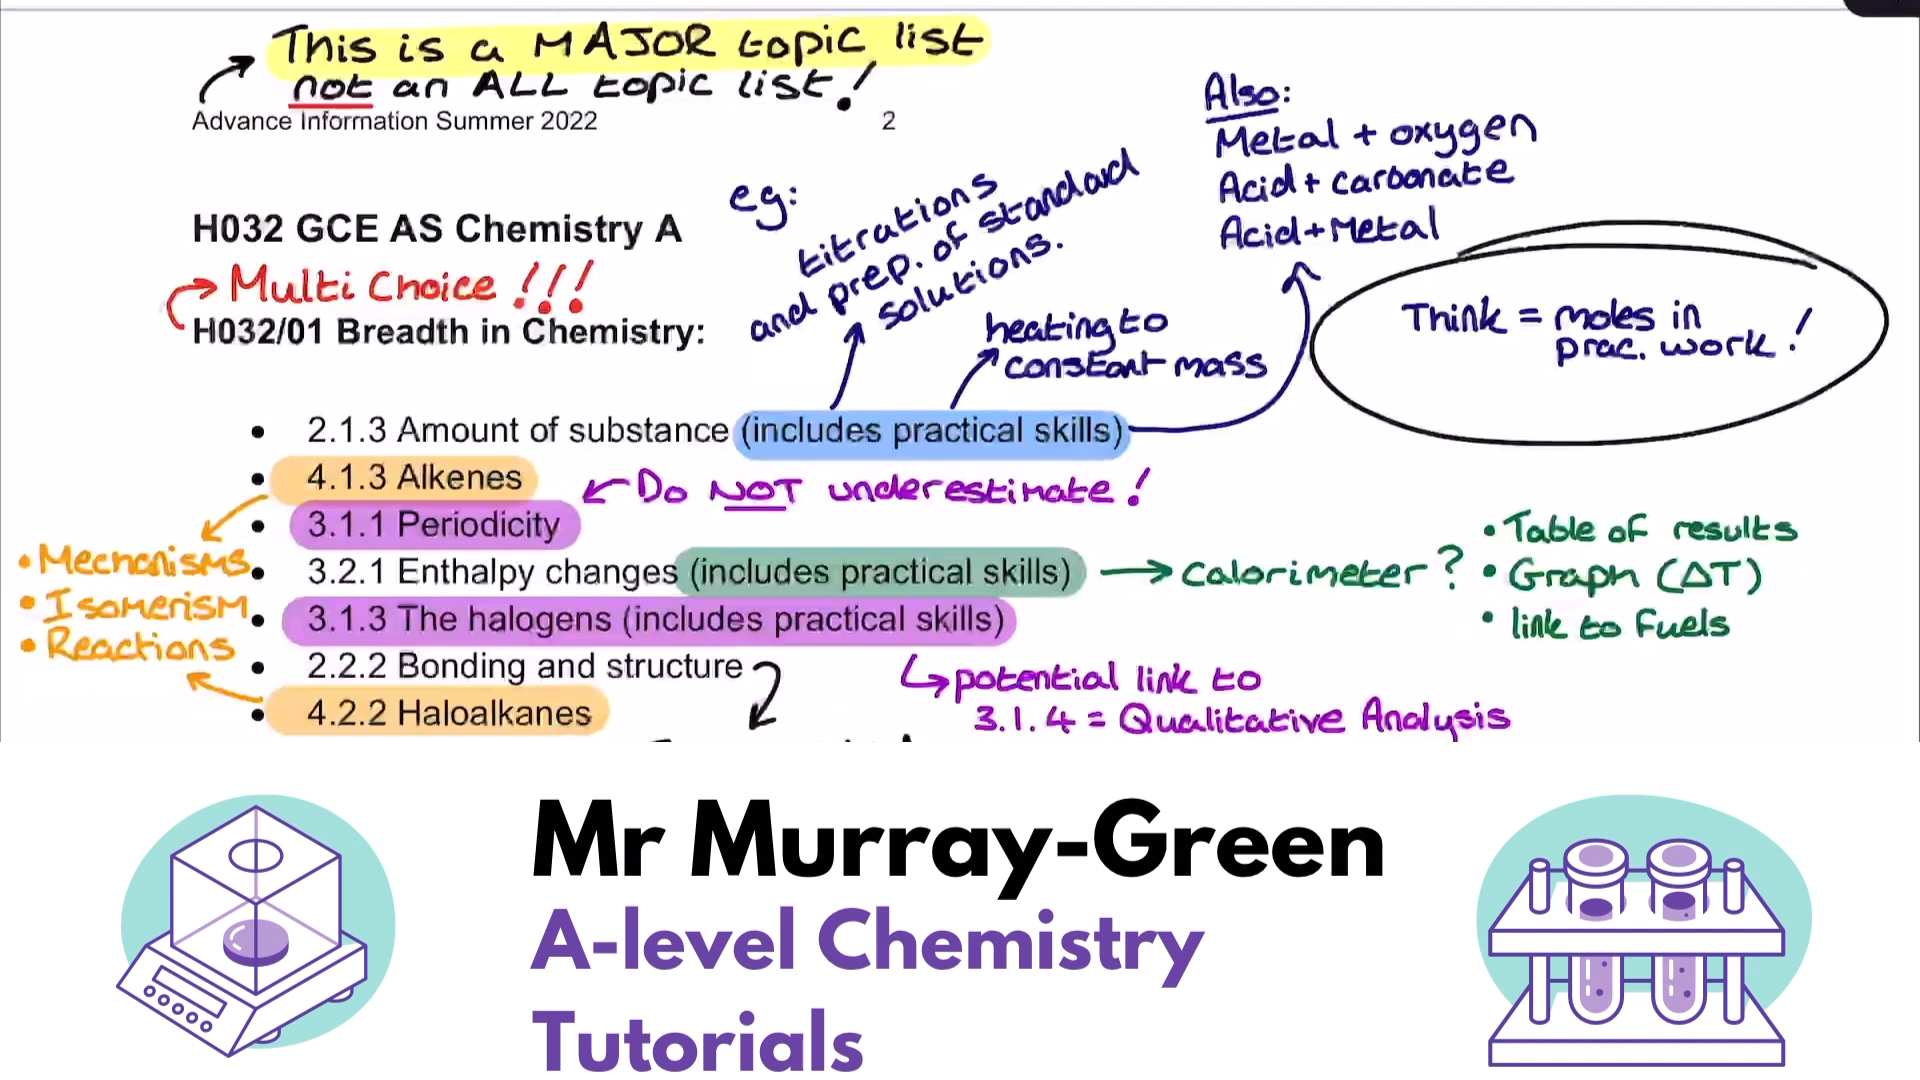 This is a MAJOR topic list
not an ALL topic list!
Advance Information Summer 2022
2
Also:
Metal + oxygen
Acid + carbonate
Acid + Metal
eg:
titrations
and prep. of standard
solutions.
H032 GCE AS Chemistry A
Multi Choice !!!
H032/01 Breadth in Chemistry:
heating to
constant mass
Think = moles in
prac. work!
• 2.1.3 Amount of substance (includes practical skills)
• 4.1.3 Alkenes
Do NOT underestimate!
• 3.1.1 Periodicity
• Mechanisms
• Isomerism
• Reactions
• 3.2.1 Enthalpy changes (includes practical skills)
calorimeter?
• Table of results
• Graph (ΔT)
• link to Fuels
• 3.1.3 The halogens (includes practical skills)
• 2.2.2 Bonding and structure
potential link to
3.1.4 = Qualitative Analysis
• 4.2.2 Haloalkanes
Mr Murray-Green
A-level Chemistry
Tutorials